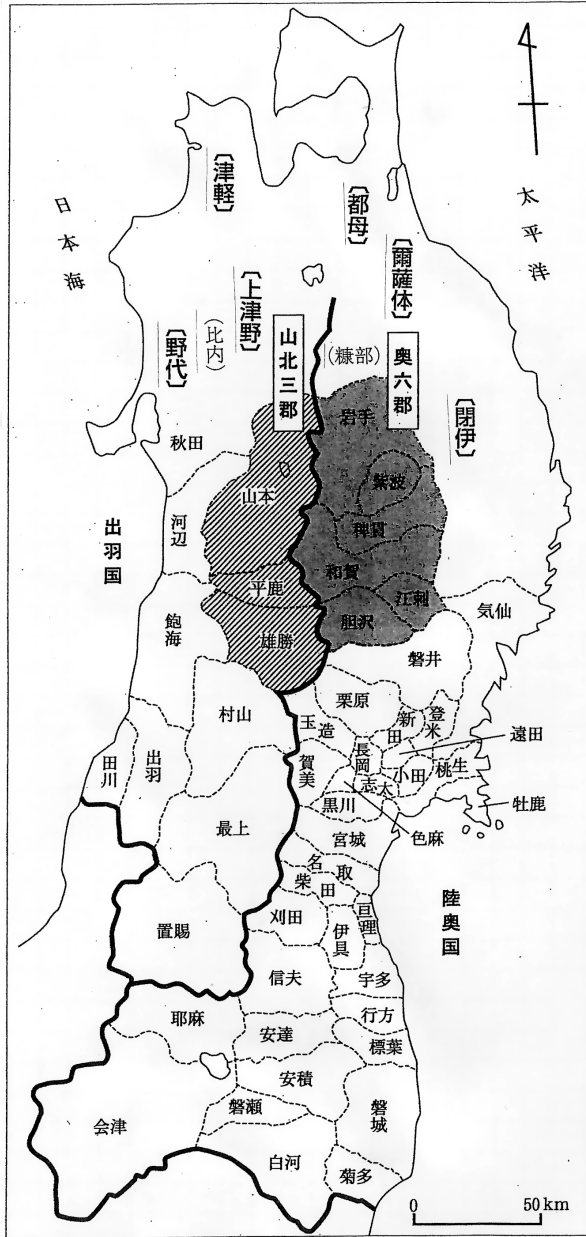 日本海
太平洋
〔津軽〕
〔都母〕
〔爾薩体〕
〔上津野〕
(比内)
〔野代〕
山北三郡
(糠部)
奥六郡
〔閉伊〕
岩手
秋田
紫波
山本
稗貫
河辺
出羽国
和賀
平鹿
江刺
胆沢
気仙
雄勝
飽海
磐井
栗原
村山
玉造
新田
登米
遠田
長岡
賀美
田川
出羽
志太
小田
桃生
牡鹿
黒川
色麻
最上
宮城
名取
柴田
陸奥国
亘理
刈田
伊具
置賜
信夫
宇多
行方
耶麻
安達
標葉
安積
磐瀬
磐城
会津
白河
菊多
0 50km